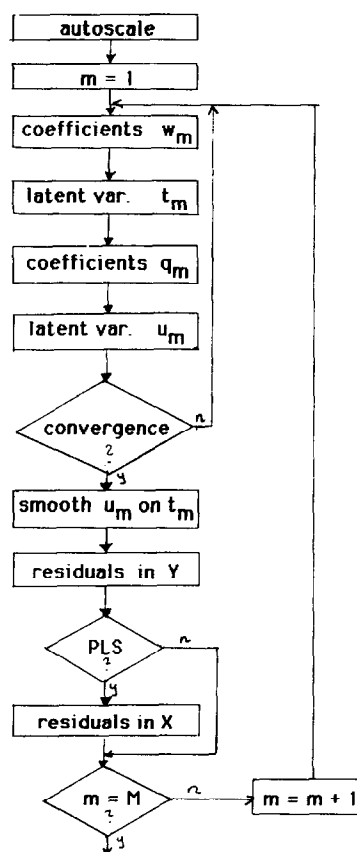 autoscale
m = 1
coefficients w_m
latent var. t_m
coefficients q_m
latent var. u_m
convergence
?
n
y
smooth u_m on t_m
residuals in Y
PLS
?
n
y
residuals in X
m = M
?
n
m = m + 1
y